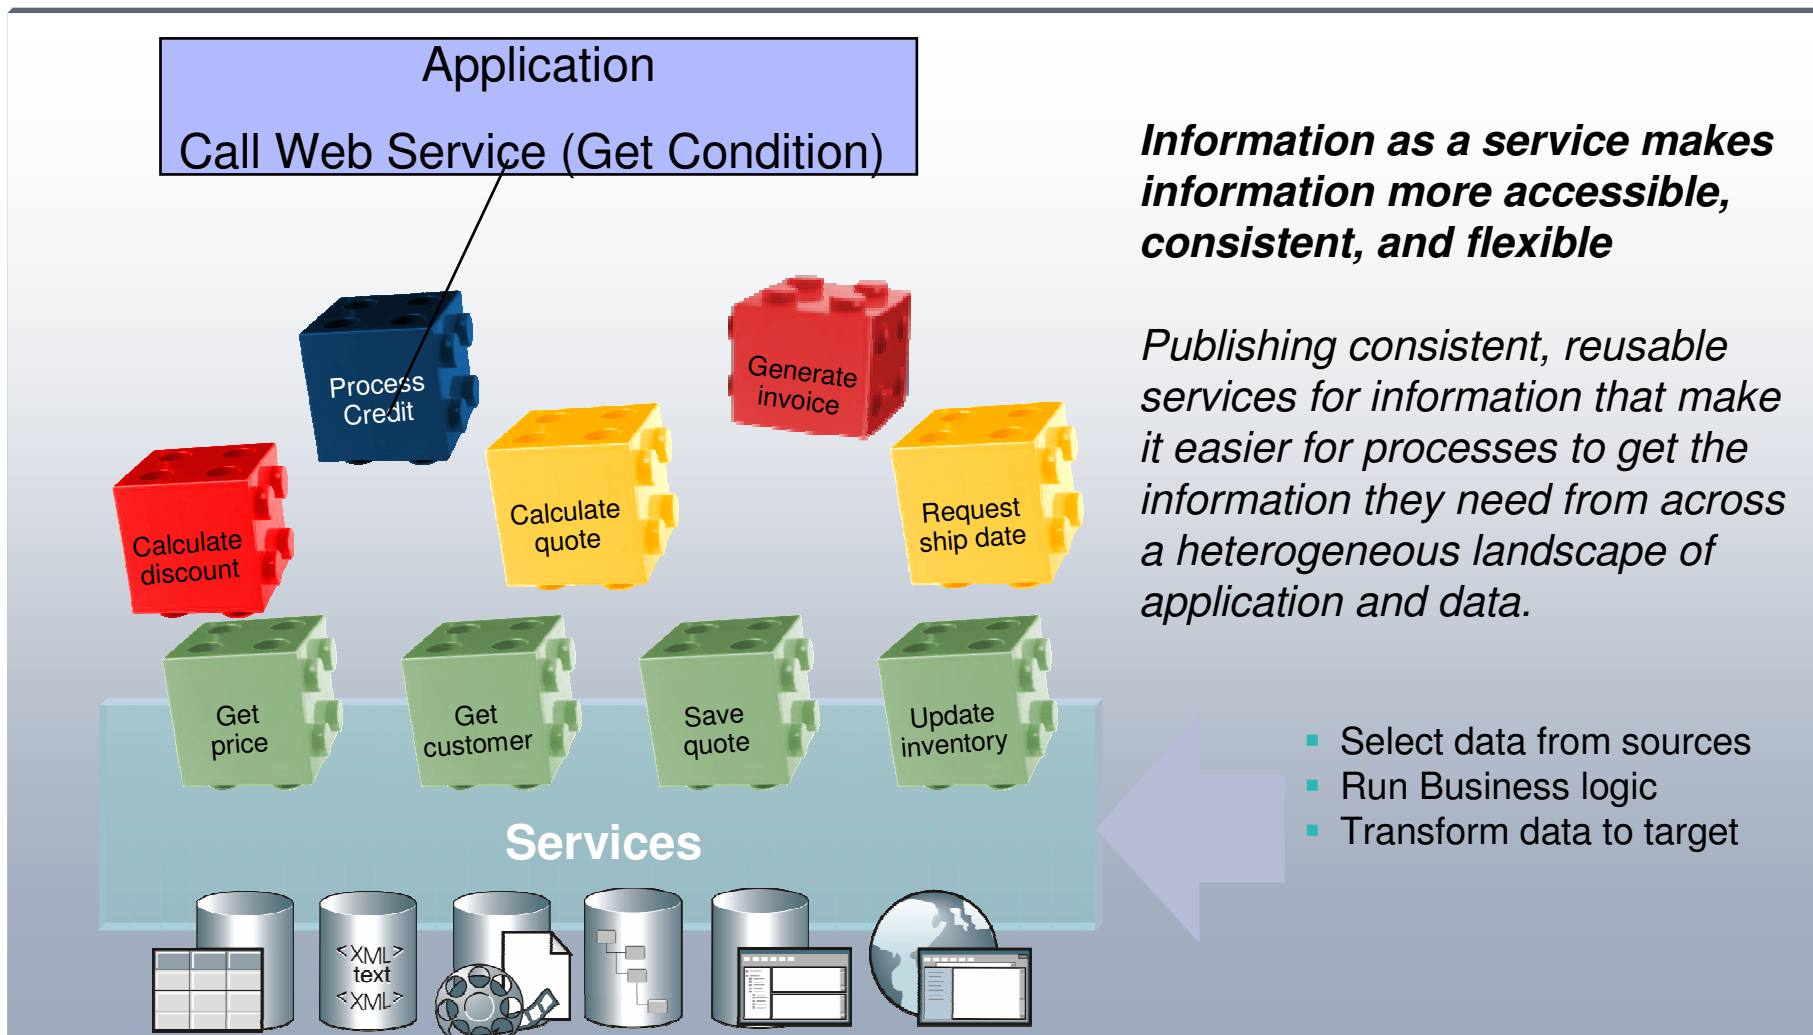 Application
Call Web Service (Get Condition)
Information as a service makes
information more accessible,
consistent, and flexible
Publishing consistent, reusable
services for information that make
it easier for processes to get the
information they need from across
a heterogeneous landscape of
application and data.
Process
Credit
Generate
invoice
Calculate
quote
Request
ship date
Calculate
discount
Get
price
Get
customer
Save
quote
Update
inventory
Select data from sources
Run Business logic
Transform data to target
Services
<XML>
text
<XML>